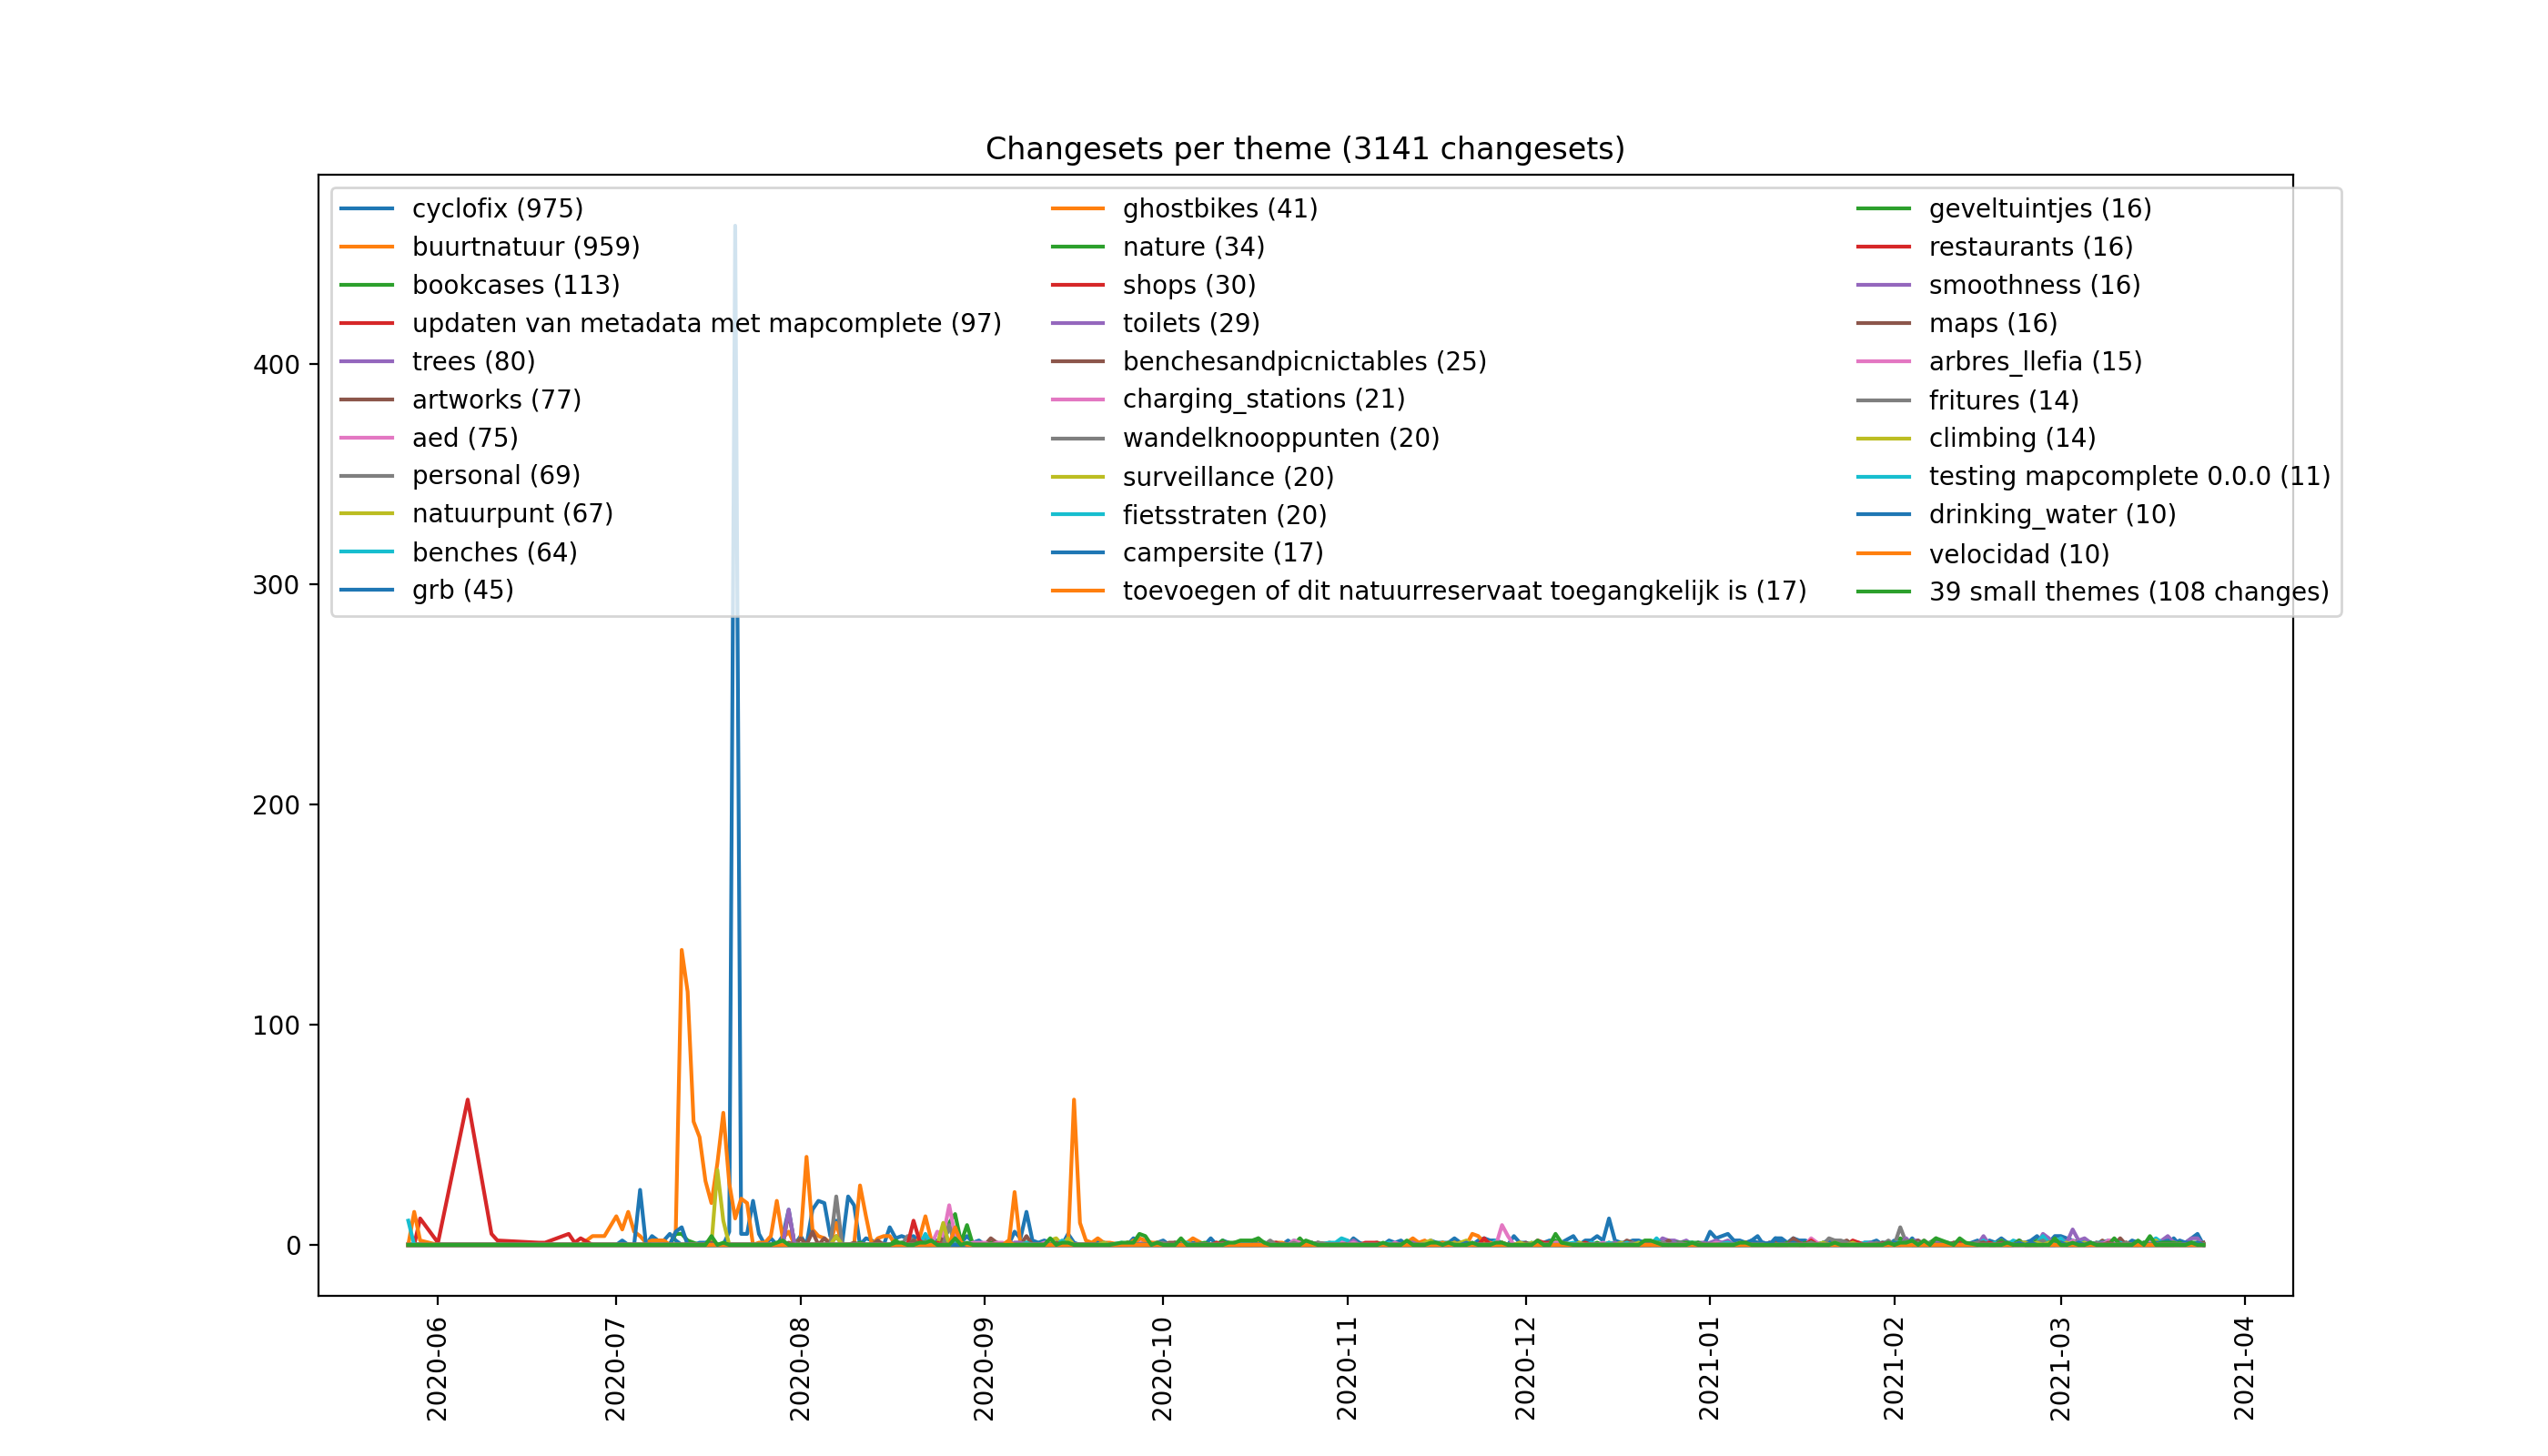 Changesets per theme (3141 changesets)
cyclofix (975)
buurtnatuur (959)
bookcases (113)
updaten van metadata met mapcomplete (97)
trees (80)
artworks (77)
aed (75)
personal (69)
natuurpunt (67)
benches (64)
grb (45)
ghostbikes (41)
nature (34)
shops (30)
toilets (29)
benchesandpicnictables (25)
charging_stations (21)
wandelknooppunten (20)
surveillance (20)
fietsstraten (20)
campersite (17)
toevoegen of dit natuurreservaat toegangkelijk is (17)
geveltuintjes (16)
restaurants (16)
smoothness (16)
maps (16)
arbres_llefia (15)
fritures (14)
climbing (14)
testing mapcomplete 0.0.0 (11)
drinking_water (10)
velocidad (10)
39 small themes (108 changes)
400
300
200
100
0
2020-06
2020-07
2020-08
2020-09
2020-10
2020-11
2020-12
2021-01
2021-02
2021-03
2021-04